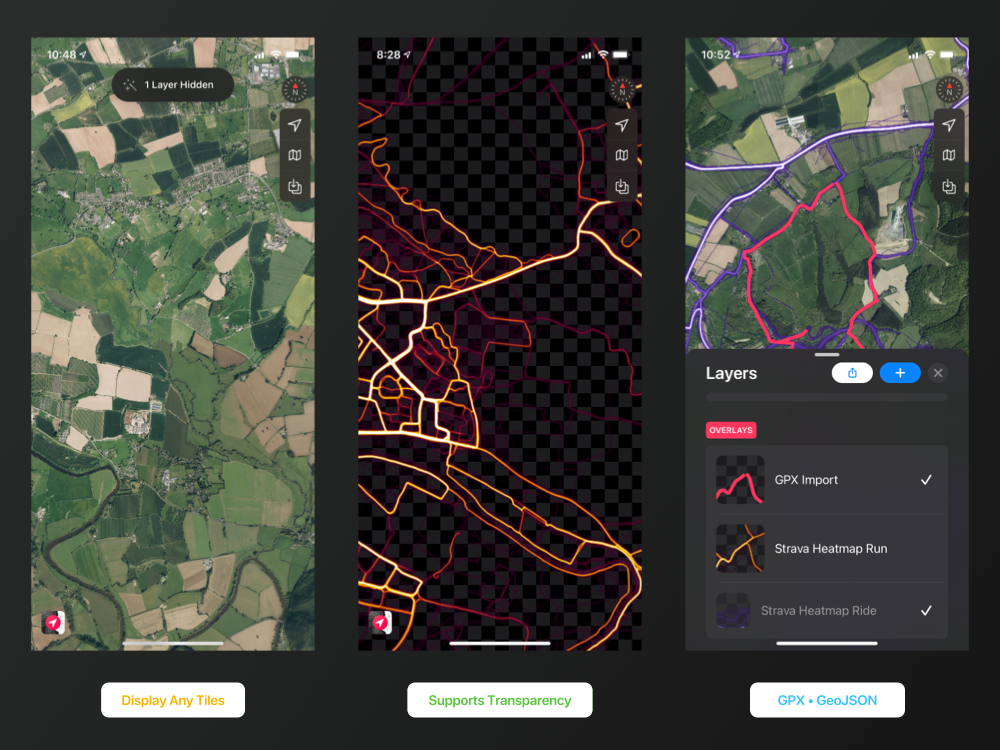 10:48
1 Layer Hidden
N
8:28
N
10:52
N
Layers
OVERLAYS
GPX Import
Strava Heatmap Run
Strava Heatmap Ride
Display Any Tiles
Supports Transparency
GPX • GeoJSON